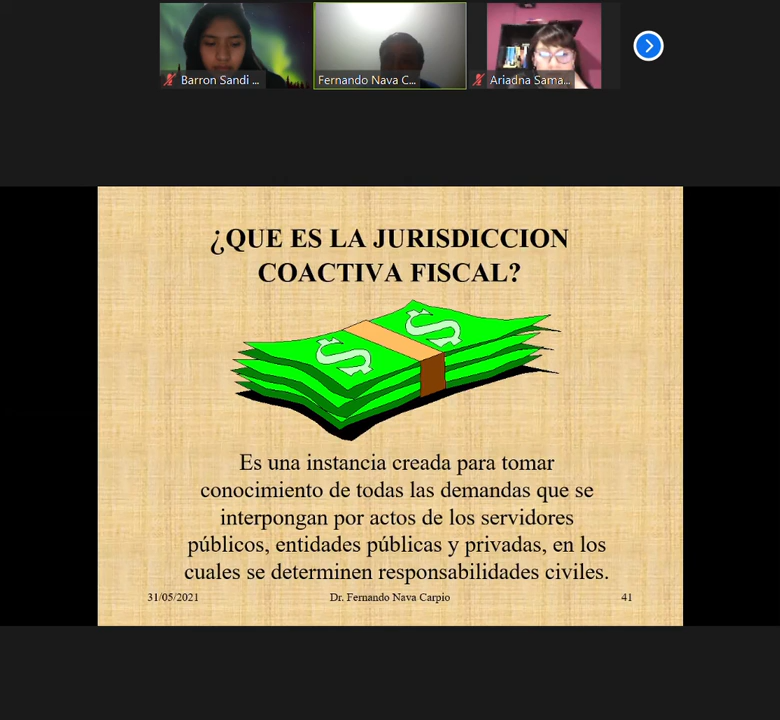 Barron Sandi ...
Fernando Nava C...
Ariadna Sama...
¿QUE ES LA JURISDICCION
COACTIVA FISCAL?
Es una instancia creada para tomar
conocimiento de todas las demandas que se
interpongan por actos de los servidores
públicos, entidades públicas y privadas, en los
cuales se determinen responsabilidades civiles.
31/05/2021
Dr. Fernando Nava Carpio
41